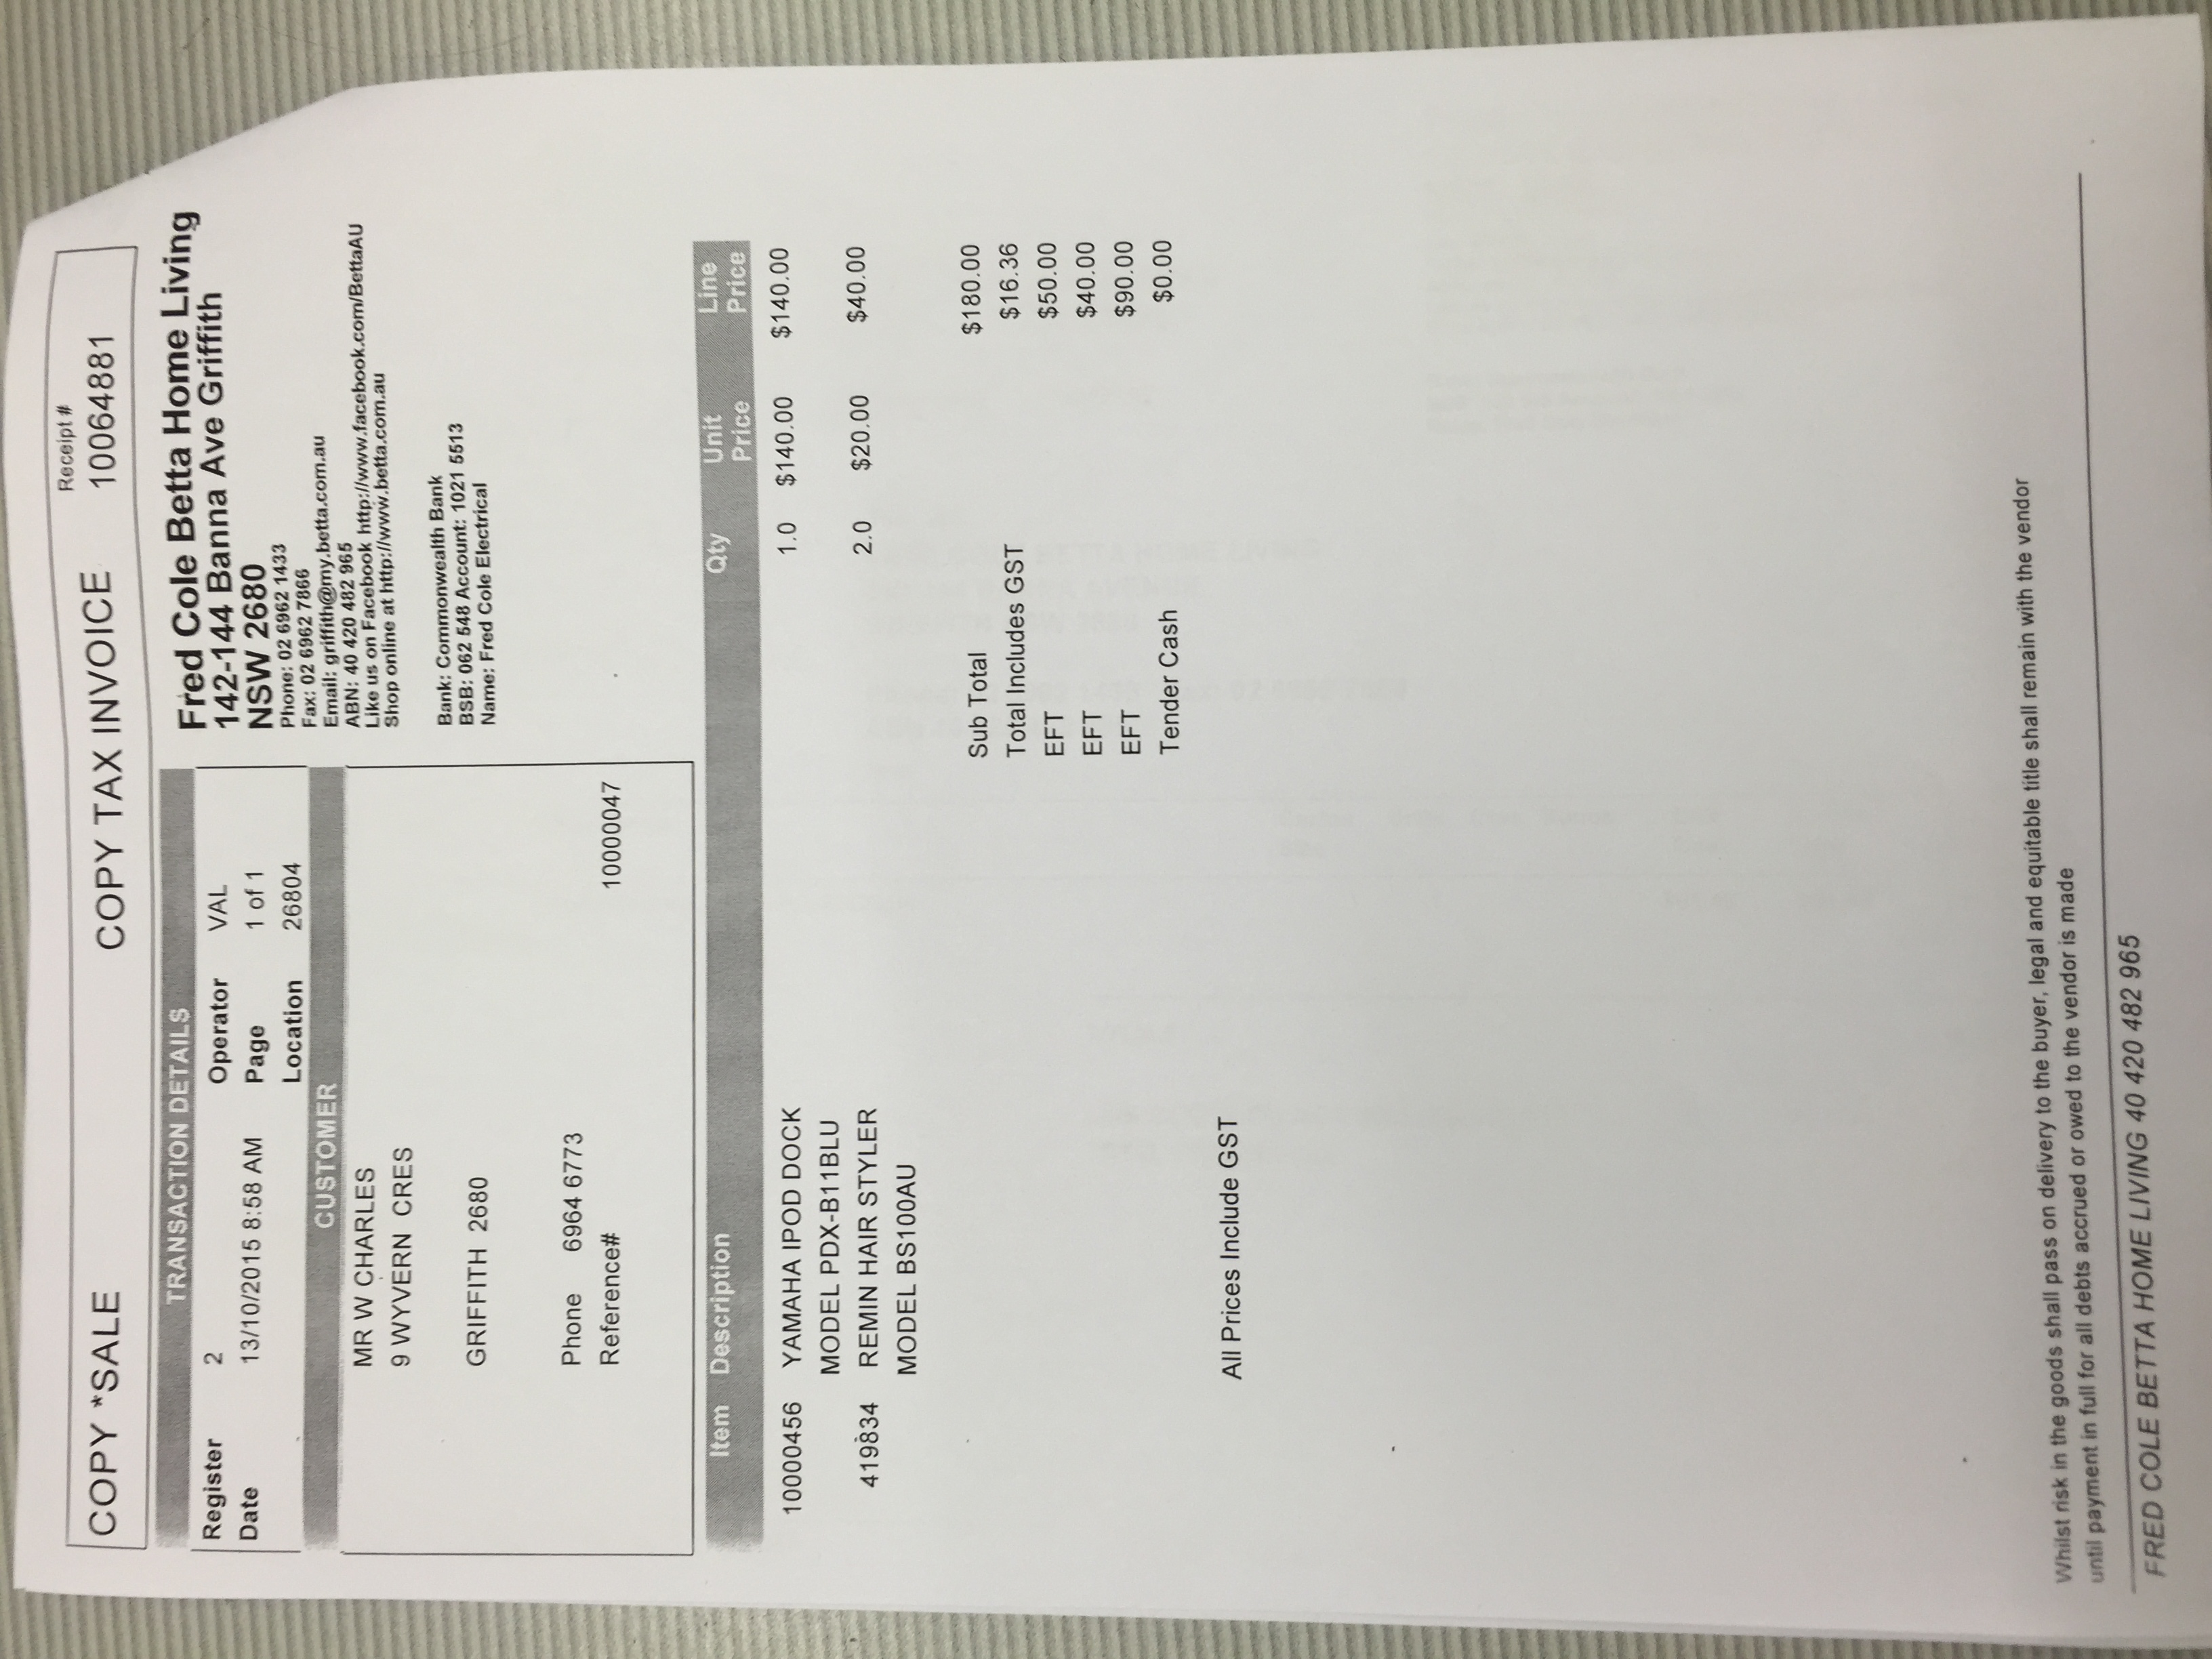 COPY *SALE COPY TAX INVOICE Receipt # 10064881
TRANSACTION DETAILS
Register 2 Operator VAL
Date 13/10/2015 8:58 AM Page 1 of 1
Location 26804
CUSTOMER
MR W CHARLES
9 WYVERN CRES
GRIFFITH 2680
Phone 6964 6773
Reference# 10000047
Fred Cole Betta Home Living
142-144 Banna Ave Griffith
NSW 2680
Phone: 02 6962 1433
Fax: 02 6962 7866
Email: griffith@my.betta.com.au
ABN: 40 420 482 965
Like us on Facebook http://www.facebook.com/BettaAU
Shop online at http://www.betta.com.au
Bank: Commonwealth Bank
BSB: 062 548 Account: 1021 5513
Name: Fred Cole Electrical
Item Description Qty Unit Price Line Price
10000456 YAMAHA IPOD DOCK 1.0 $140.00 $140.00
MODEL PDX-B11BLU
419834 REMIN HAIR STYLER 2.0 $20.00 $40.00
MODEL BS100AU
Sub Total $180.00
Total Includes GST $16.36
EFT $50.00
EFT $40.00
EFT $90.00
Tender Cash $0.00
All Prices Include GST
Whilst risk in the goods shall pass on delivery to the buyer, legal and equitable title shall remain with the vendor
until payment in full for all debts accrued or owed to the vendor is made
FRED COLE BETTA HOME LIVING 40 420 482 965